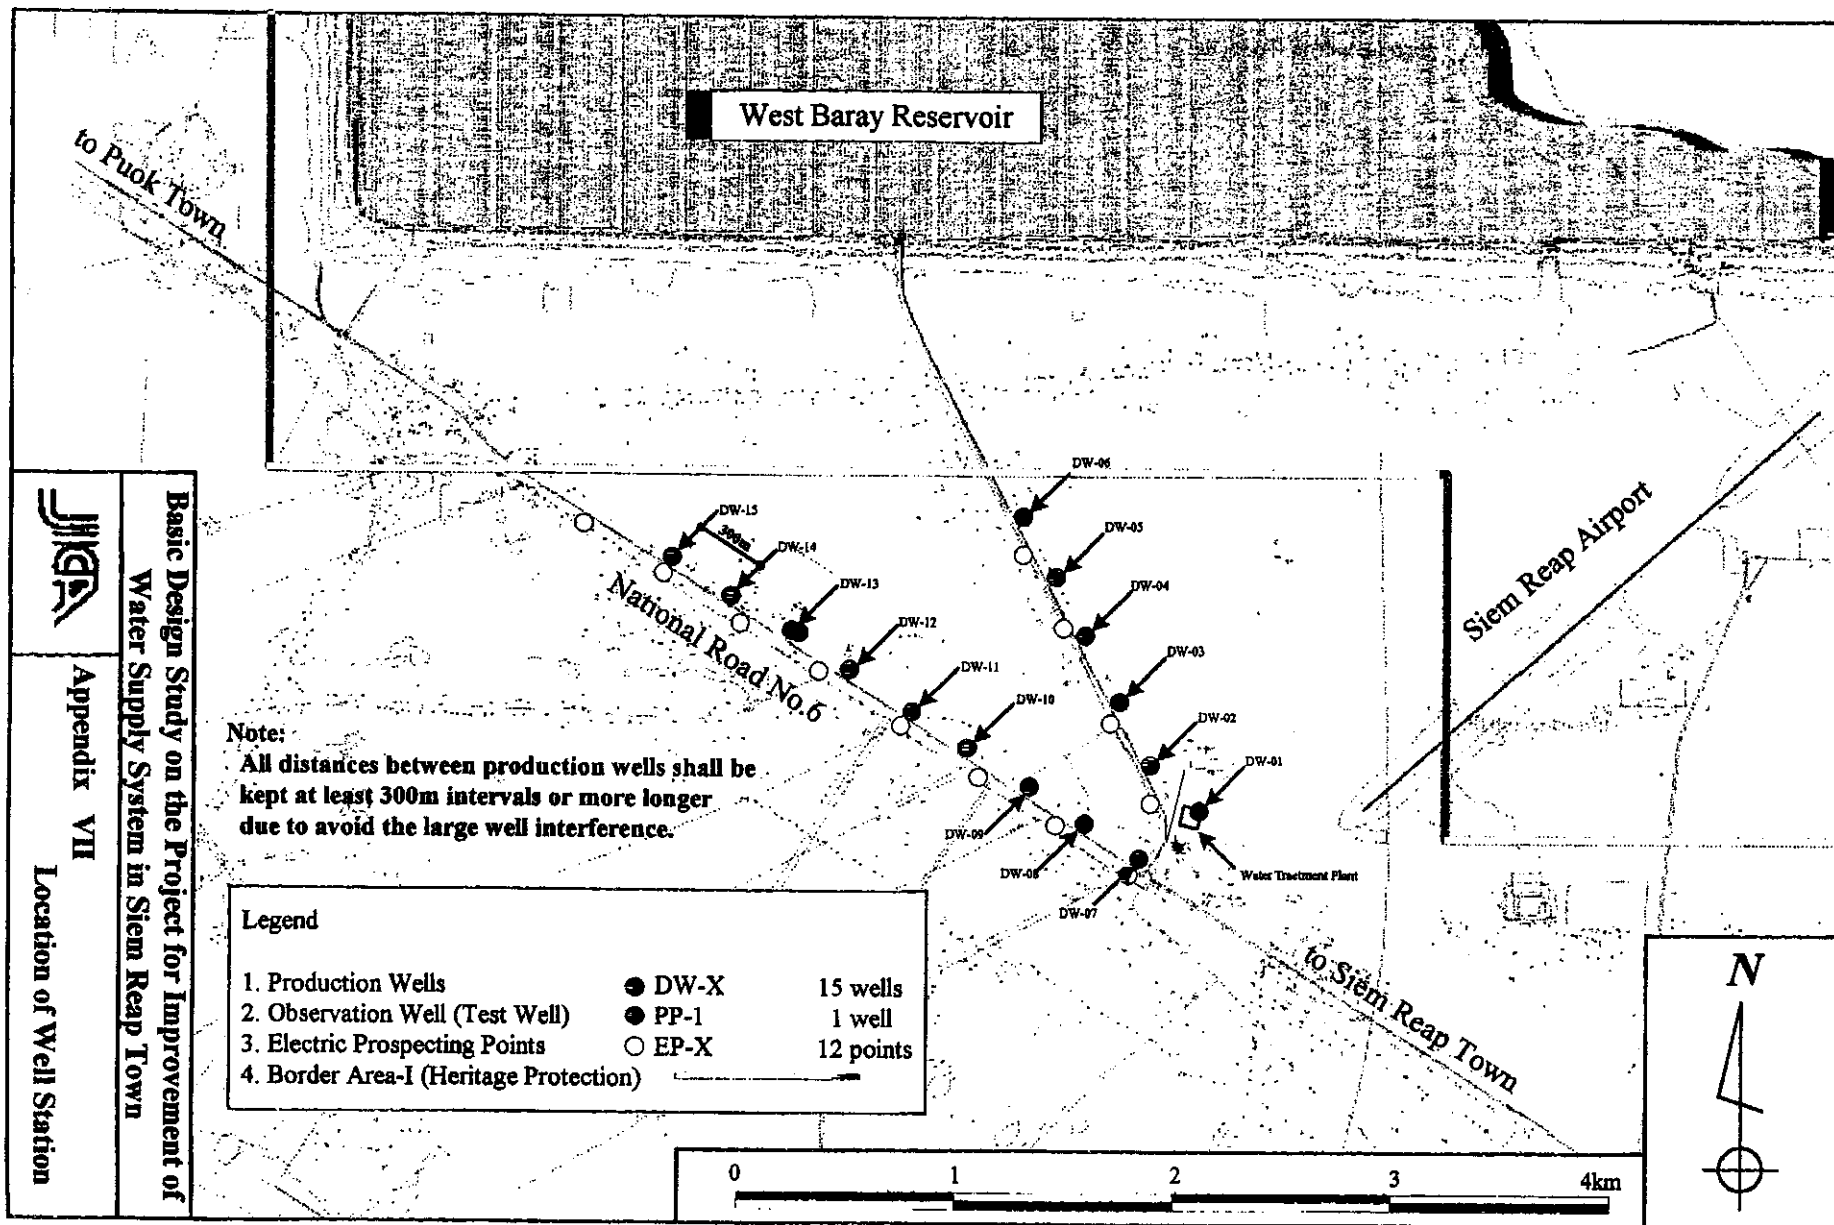 West Baray Reservoir
to Puok Town
DW-06
DW-15
DW-05
300m
DW-14
DW-13
DW-04
Siem Reap Airport
DW-12
DW-03
National Road No.6
DW-11
DW-10
DW-02
DW-01
DW-09
DW-08
Water Traetment Plant
DW-07
to Siem Reap Town
Note:
All distances between production wells shall be
kept at least 300m intervals or more longer
due to avoid the large well interference.
Legend
1. Production Wells DW-X 15 wells
2. Observation Well (Test Well) PP-1 1 well
3. Electric Prospecting Points EP-X 12 points
4. Border Area-I (Heritage Protection)
0 1 2 3 4km
N
Basic Design Study on the Project for Improvement of
Water Supply System in Siem Reap Town
JICA
Appendix VII
Location of Well Station